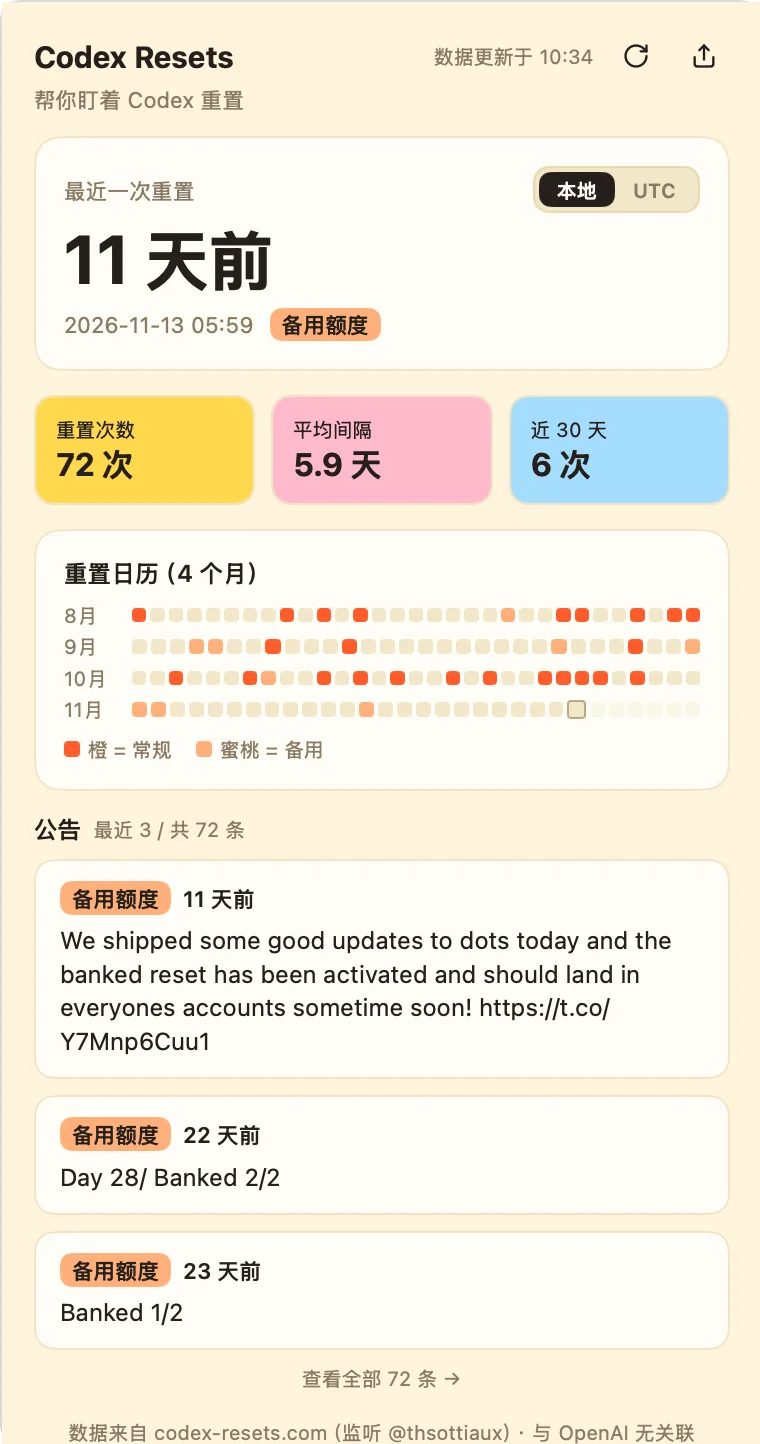 Codex Resets
数据更新于 10:34
帮你盯着 Codex 重置
最近一次重置
本地 UTC
11 天前
2026-11-13 05:59 备用额度
重置次数
72 次
平均间隔
5.9 天
近 30 天
6 次
重置日历 (4 个月)
8月
9月
10月
11月
橙 = 常规 蜜桃 = 备用
公告 最近 3 / 共 72 条
备用额度 11 天前
We shipped some good updates to dots today and the
banked reset has been activated and should land in
everyones accounts sometime soon! https://t.co/
Y7Mnp6Cuu1
备用额度 22 天前
Day 28/ Banked 2/2
备用额度 23 天前
Banked 1/2
查看全部 72 条 →
数据来自 codex-resets.com (监听 @thsottiaux) · 与 OpenAI 无关联